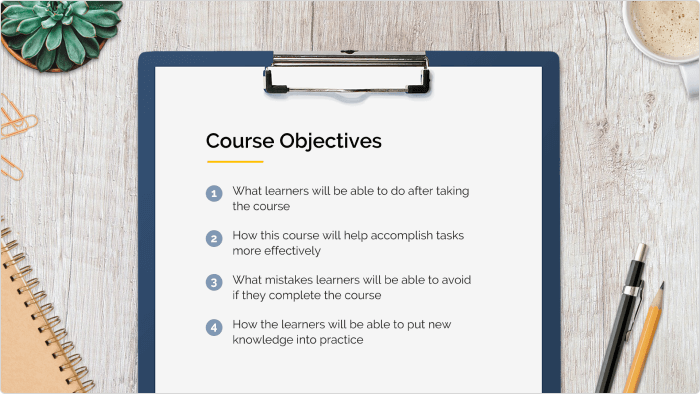 Course Objectives
1 What learners will be able to do after taking
the course
2 How this course will help accomplish tasks
more effectively
3 What mistakes learners will be able to avoid
if they complete the course
4 How the learners will be able to put new
knowledge into practice